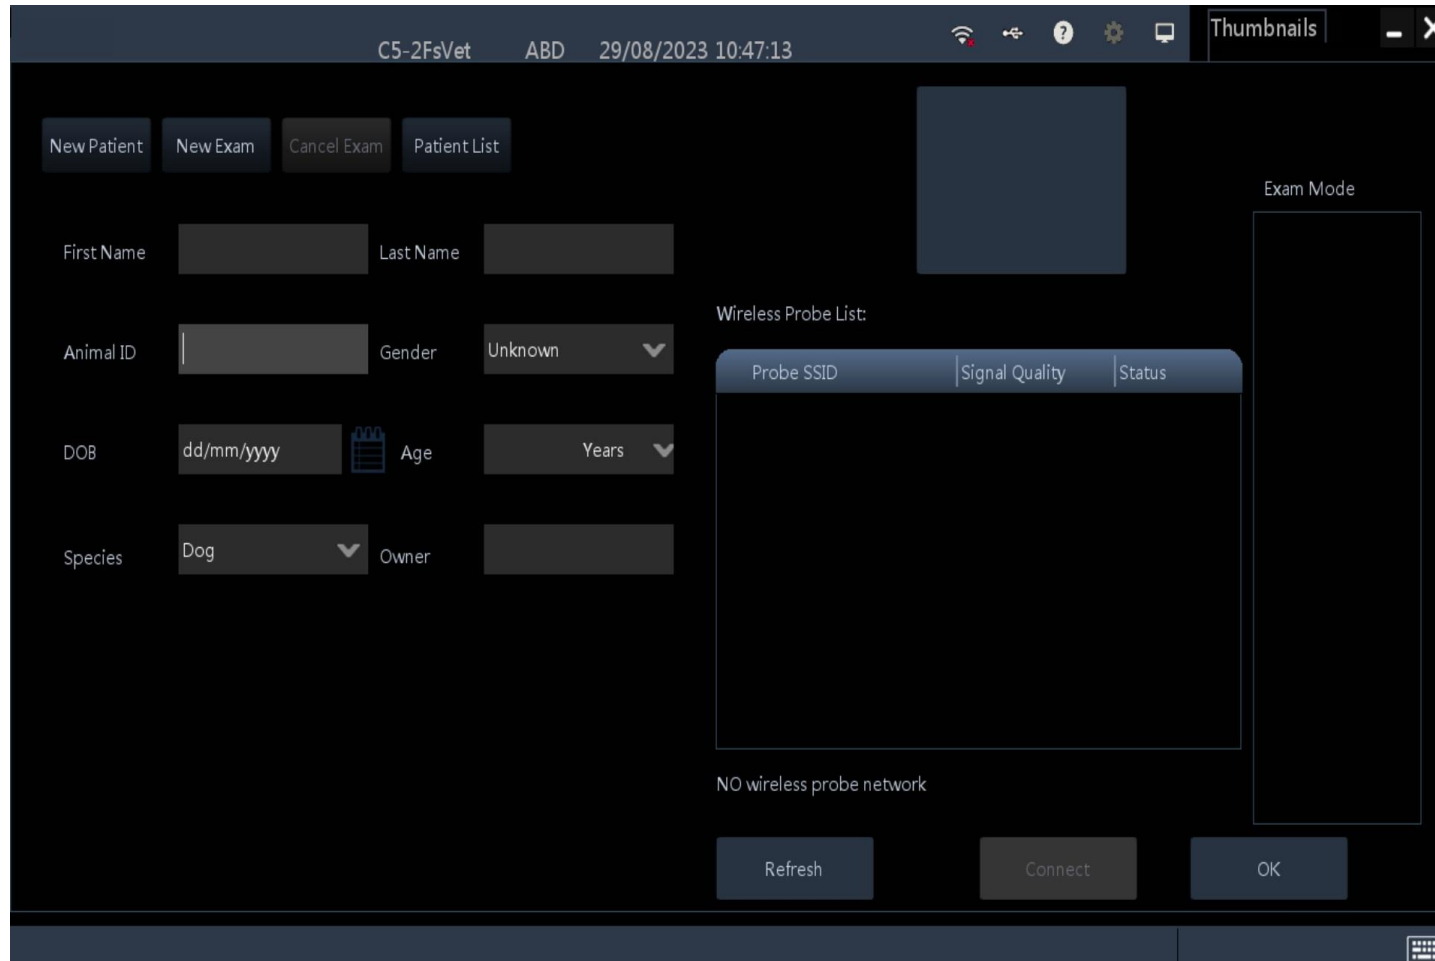 C5-2FsVet ABD 29/08/2023 10:47:13 Thumbnails
New Patient New Exam Cancel Exam Patient List
Exam Mode
First Name Last Name
Wireless Probe List:
Animal ID Gender Unknown
Probe SSID Signal Quality Status
DOB dd/mm/yyyy Age Years
Species Dog Owner
NO wireless probe network
Refresh Connect OK